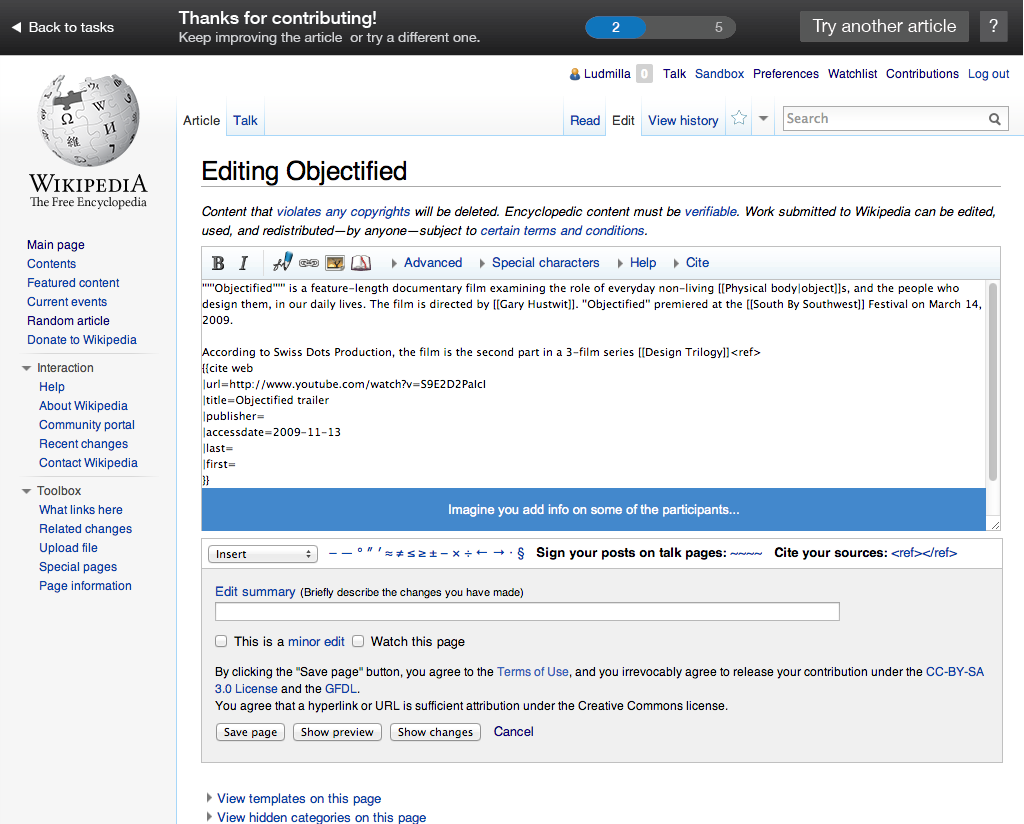 Back to tasks
Thanks for contributing!
Keep improving the article or try a different one.
2 5
Try another article
?
Ludmilla 0 Talk Sandbox Preferences Watchlist Contributions Log out
Article Talk
Read Edit View history
Search
WIKIPEDIA
The Free Encyclopedia
Main page
Contents
Featured content
Current events
Random article
Donate to Wikipedia
Interaction
Help
About Wikipedia
Community portal
Recent changes
Contact Wikipedia
Toolbox
What links here
Related changes
Upload file
Special pages
Page information
Editing Objectified
Content that violates any copyrights will be deleted. Encyclopedic content must be verifiable. Work submitted to Wikipedia can be edited,
used, and redistributed—by anyone—subject to certain terms and conditions.
B I Advanced Special characters Help Cite
"""Objectified""" is a feature-length documentary film examining the role of everyday non-living [[Physical body|object]]s, and the people who
design them, in our daily lives. The film is directed by [[Gary Hustwit]]. "Objectified" premiered at the [[South By Southwest]] Festival on March 14,
2009.
According to Swiss Dots Production, the film is the second part in a 3-film series [[Design Trilogy]]<ref>
{{cite web
|url=http://www.youtube.com/watch?v=S9E2D2PaIcI
|title=Objectified trailer
|publisher=
|accessdate=2009-11-13
|last=
|first=
}}
Imagine you add info on some of the participants...
Insert – — ° ″ ′ ≈ ≠ ≤ ≥ ± − × ÷ ← → · § Sign your posts on talk pages: ~~~~ Cite your sources: <ref></ref>
Edit summary (Briefly describe the changes you have made)
This is a minor edit Watch this page
By clicking the "Save page" button, you agree to the Terms of Use, and you irrevocably agree to release your contribution under the CC-BY-SA
3.0 License and the GFDL.
You agree that a hyperlink or URL is sufficient attribution under the Creative Commons license.
Save page Show preview Show changes Cancel
View templates on this page
View hidden categories on this page